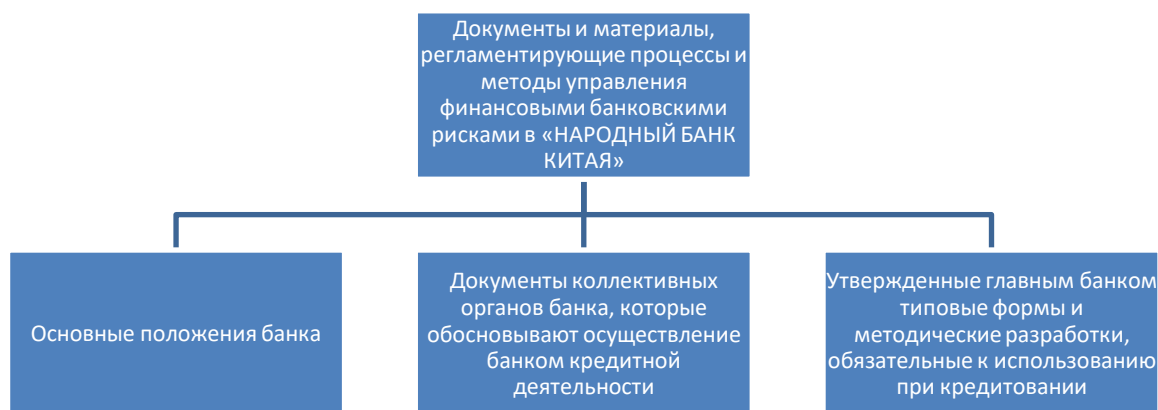 Документы и материалы,
регламентирующие процессы и
методы управления
финансовыми банковскими
рисками в «НАРОДНЫЙ БАНК
КИТАЯ»
Основные положения банка
Документы коллективных
органов банка, которые
обосновывают осуществление
банком кредитной
деятельности
Утвержденные главным банком
типовые формы и
методические разработки,
обязательные к использованию
при кредитовании